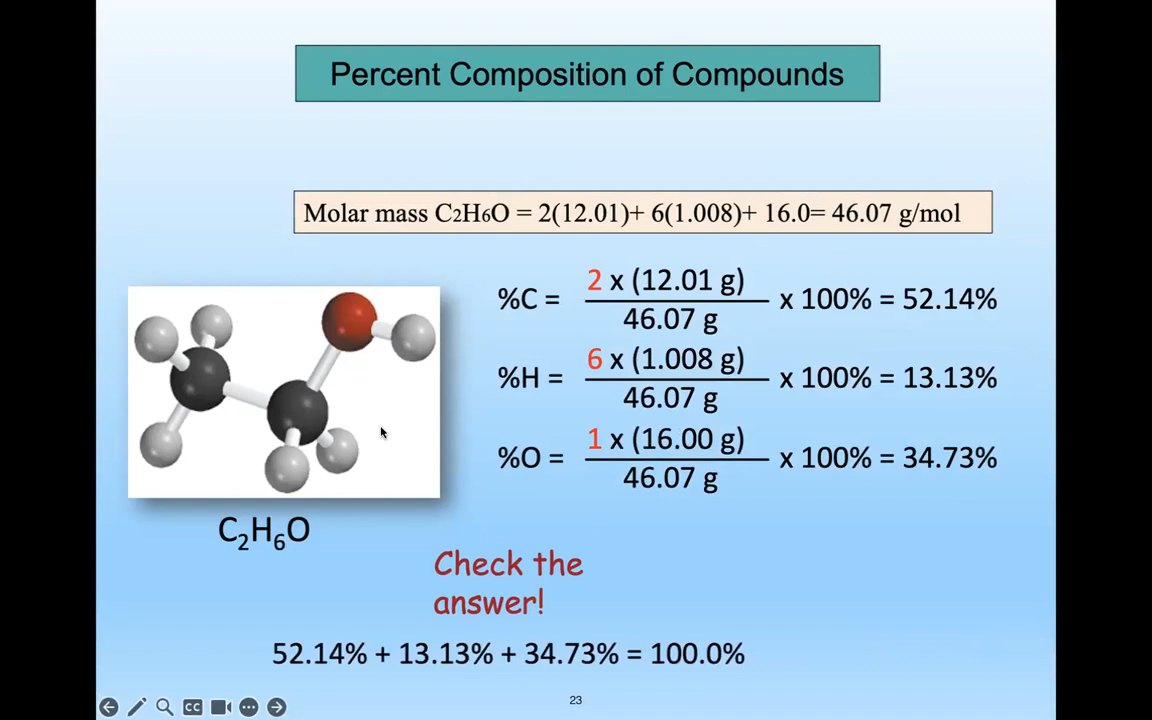 Percent Composition of Compounds
Molar mass C2H6O = 2(12.01)+ 6(1.008)+ 16.0= 46.07 g/mol
%C = 2 x (12.01 g) / 46.07 g x 100% = 52.14%
%H = 6 x (1.008 g) / 46.07 g x 100% = 13.13%
%O = 1 x (16.00 g) / 46.07 g x 100% = 34.73%
C₂H₆O
Check the
answer!
52.14% + 13.13% + 34.73% = 100.0%
23
CC